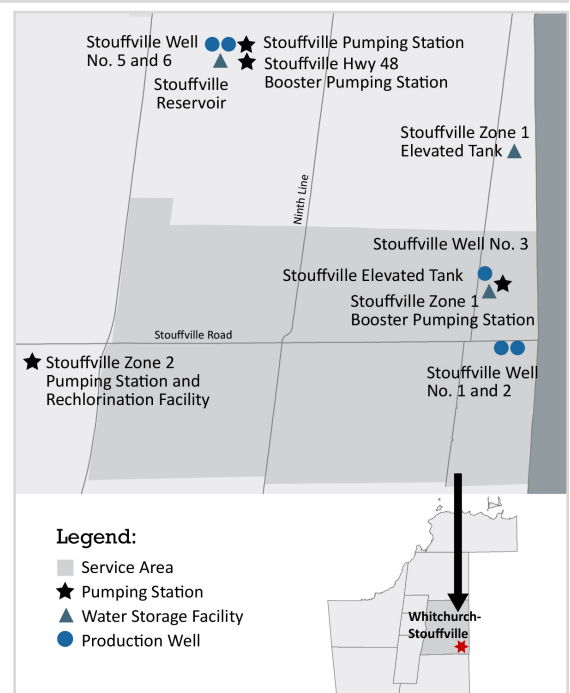 Stouffville Well
No. 5 and 6
Stouffville Pumping Station
Stouffville Hwy 48
Booster Pumping Station
Stouffville
Reservoir
Stouffville Zone 1
Elevated Tank
Ninth Line
Stouffville Well No. 3
Stouffville Elevated Tank
Stouffville Zone 1
Booster Pumping Station
Stouffville Road
Stouffville Zone 2
Pumping Station and
Rechlorination Facility
Stouffville Well
No. 1 and 2
Legend:
Service Area
Pumping Station
Water Storage Facility
Production Well
Whitchurch-
Stouffville